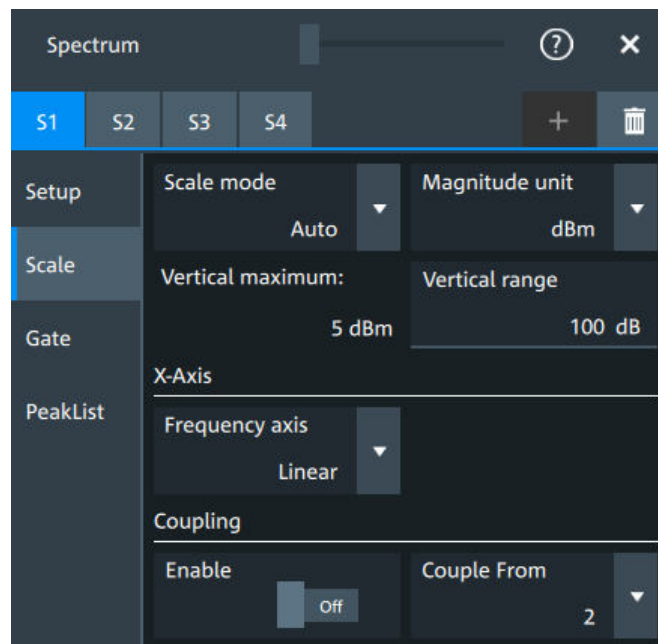 Spectrum ? ×
S1 S2 S3 S4 +
Setup
Scale
Gate
PeakList
Scale mode
Auto
Magnitude unit
dBm
Vertical maximum:
5 dBm
Vertical range
100 dB
X-Axis
Frequency axis
Linear
Coupling
Enable
Off
Couple From
2